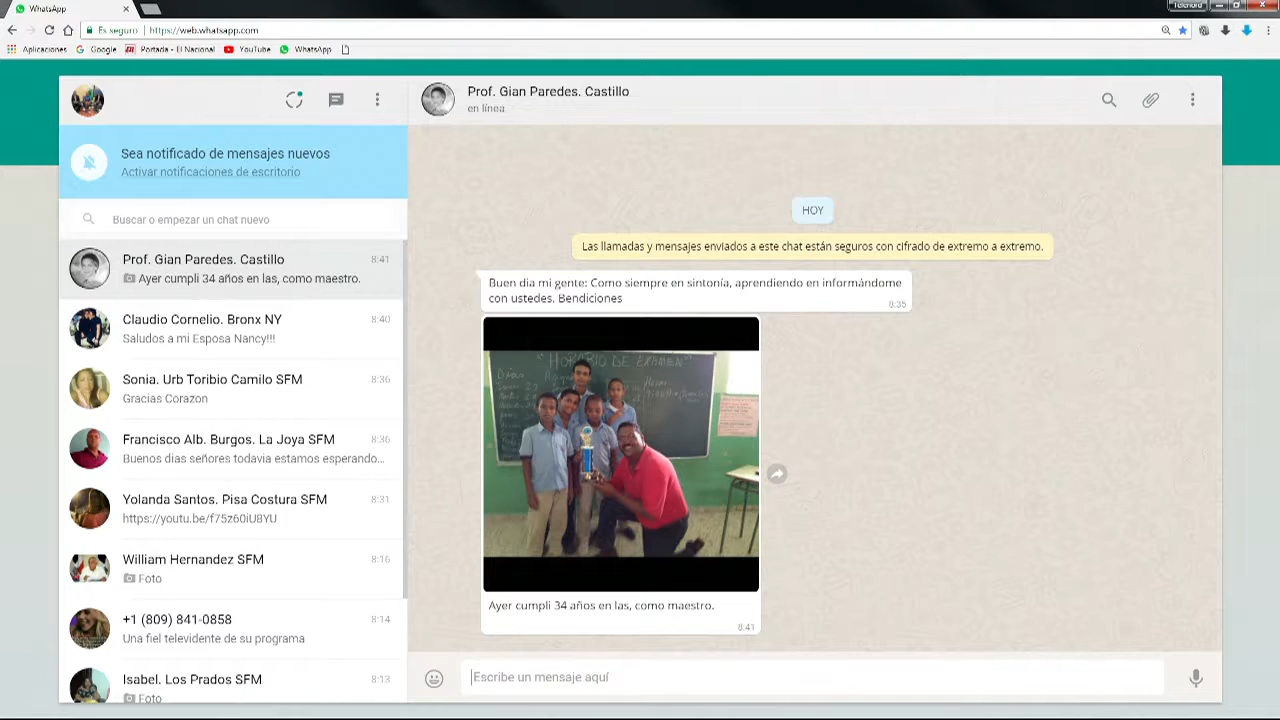 WhatsApp
Telenord
Es seguro
https://web.whatsapp.com
Aplicaciones
Google
Portada - El Nacional
YouTube
WhatsApp
Sea notificado de mensajes nuevos
Activar notificaciones de escritorio
Buscar o empezar un chat nuevo
Prof. Gian Paredes. Castillo
8:41
Ayer cumpli 34 años en las, como maestro.
Claudio Cornelio. Bronx NY
8:40
Saludos a mi Esposa Nancy!!!
Sonia. Urb Toribio Camilo SFM
8:36
Gracias Corazon
Francisco Alb. Burgos. La Joya SFM
8:36
Buenos dias señores todavia estamos esperando...
Yolanda Santos. Pisa Costura SFM
8:31
https://youtu.be/f75z60iU8YU
William Hernandez SFM
8:16
Foto
+1 (809) 841-0858
8:14
Una fiel televidente de su programa
Isabel. Los Prados SFM
8:13
Foto
Prof. Gian Paredes. Castillo
en línea
HOY
Las llamadas y mensajes enviados a este chat están seguros con cifrado de extremo a extremo.
Buen dia mi gente: Como siempre en sintonía, aprendiendo en informándome
con ustedes. Bendiciones
8:35
"HORARIO DE EXAMEN"
Ayer cumpli 34 años en las, como maestro.
8:41
Escribe un mensaje aquí